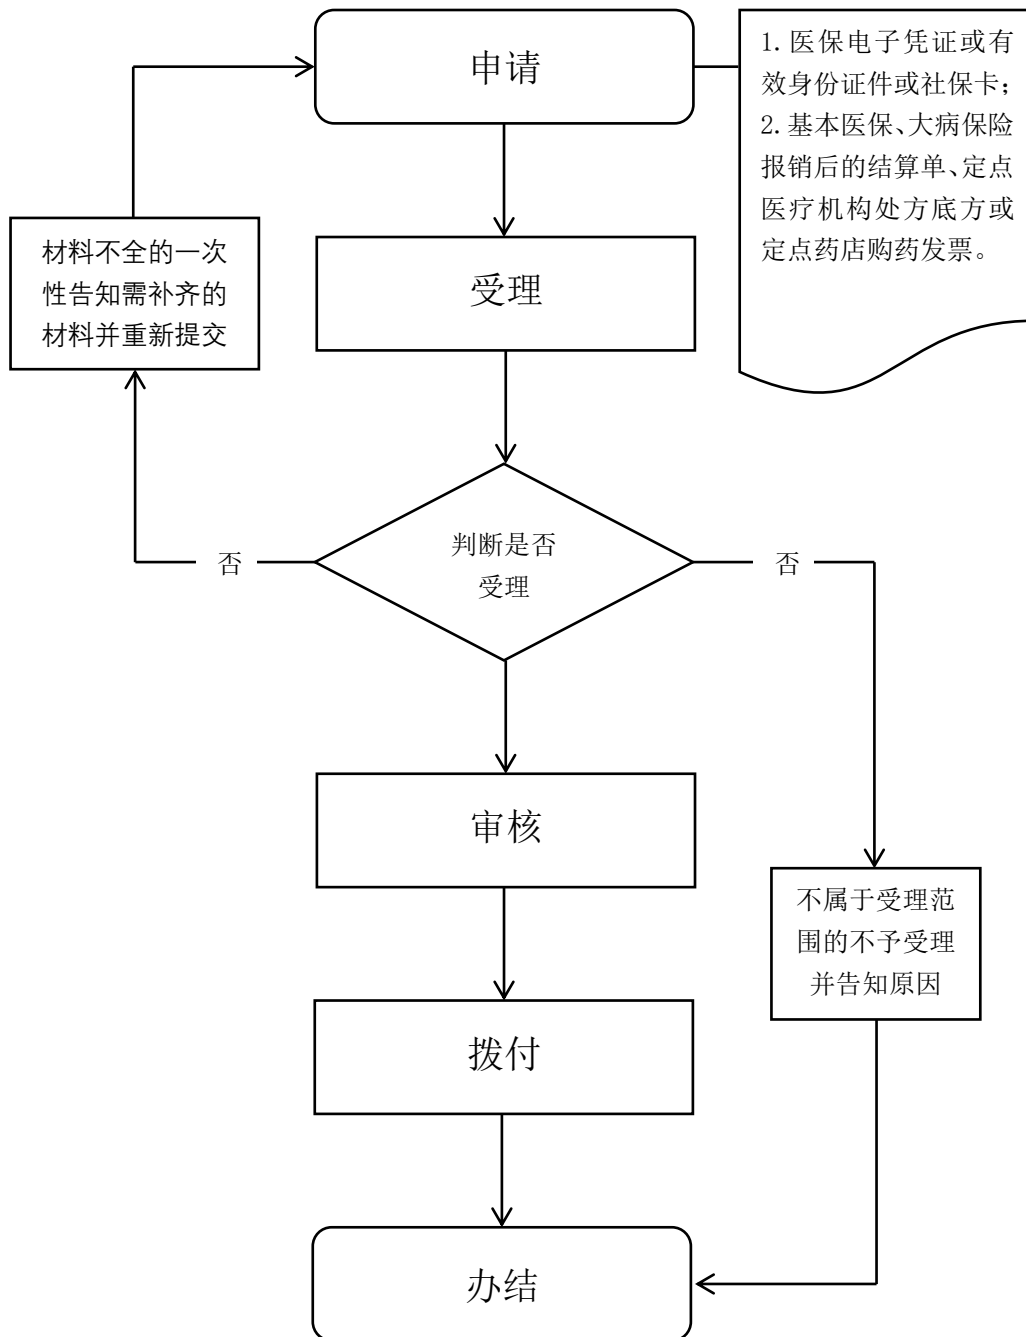 申请
1. 医保电子凭证或有
效身份证件或社保卡；
2. 基本医保、大病保险
报销后的结算单、定点
医疗机构处方底方或
定点药店购药发票。
材料不全的一次
性告知需补齐的
材料并重新提交
受理
判断是否
受理
否
否
审核
不属于受理范
围的不予受理
并告知原因
拨付
办结